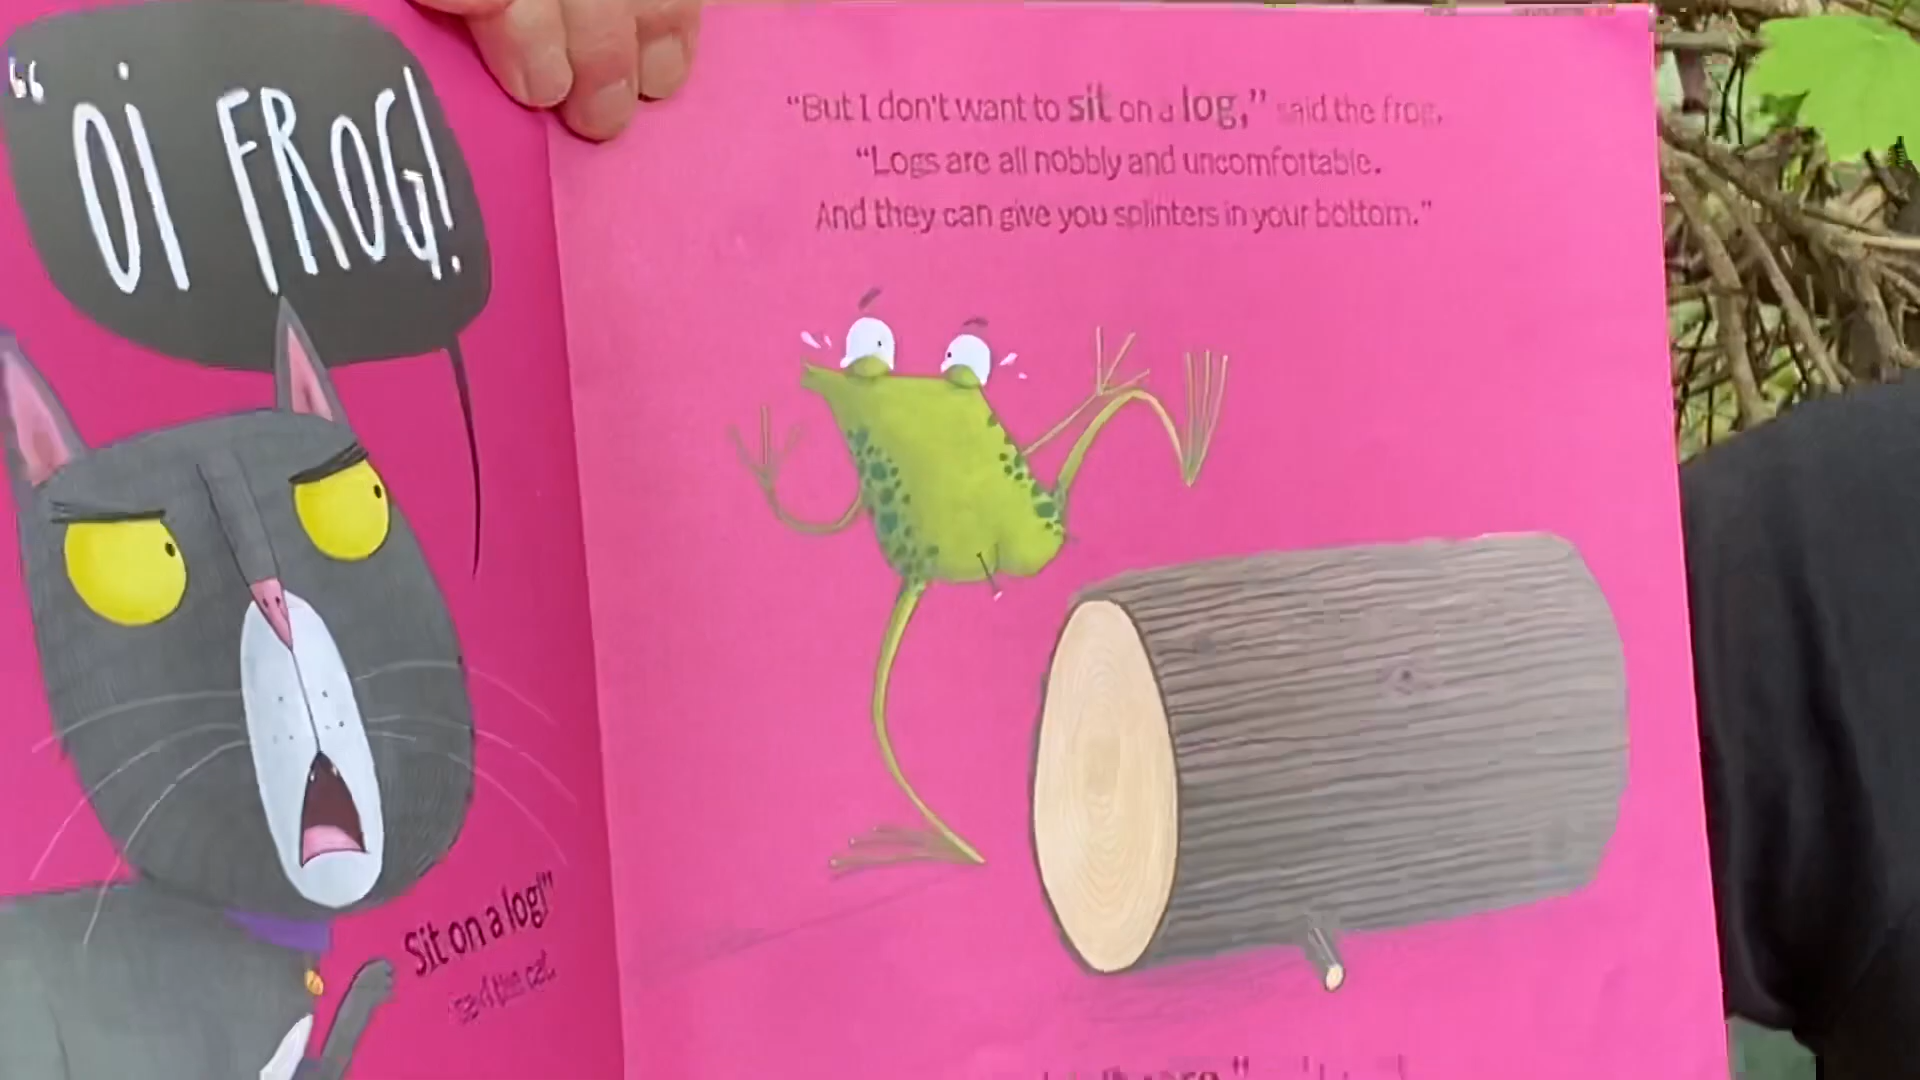 “OI FROG!
Sit on a log!”
said the cat.
“But I don't want to sit on a log,” said the frog.
“Logs are all nobbly and uncomfortable.
And they can give you splinters in your bottom.”